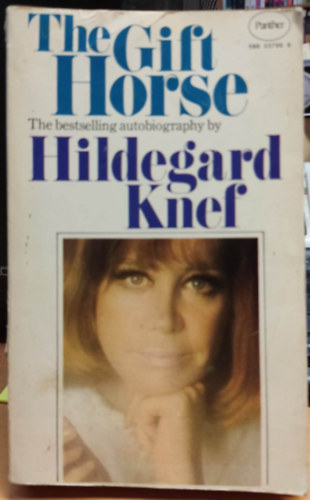 The Gift
Horse
Panther
The bestselling autobiography by
Hildegard
Knef